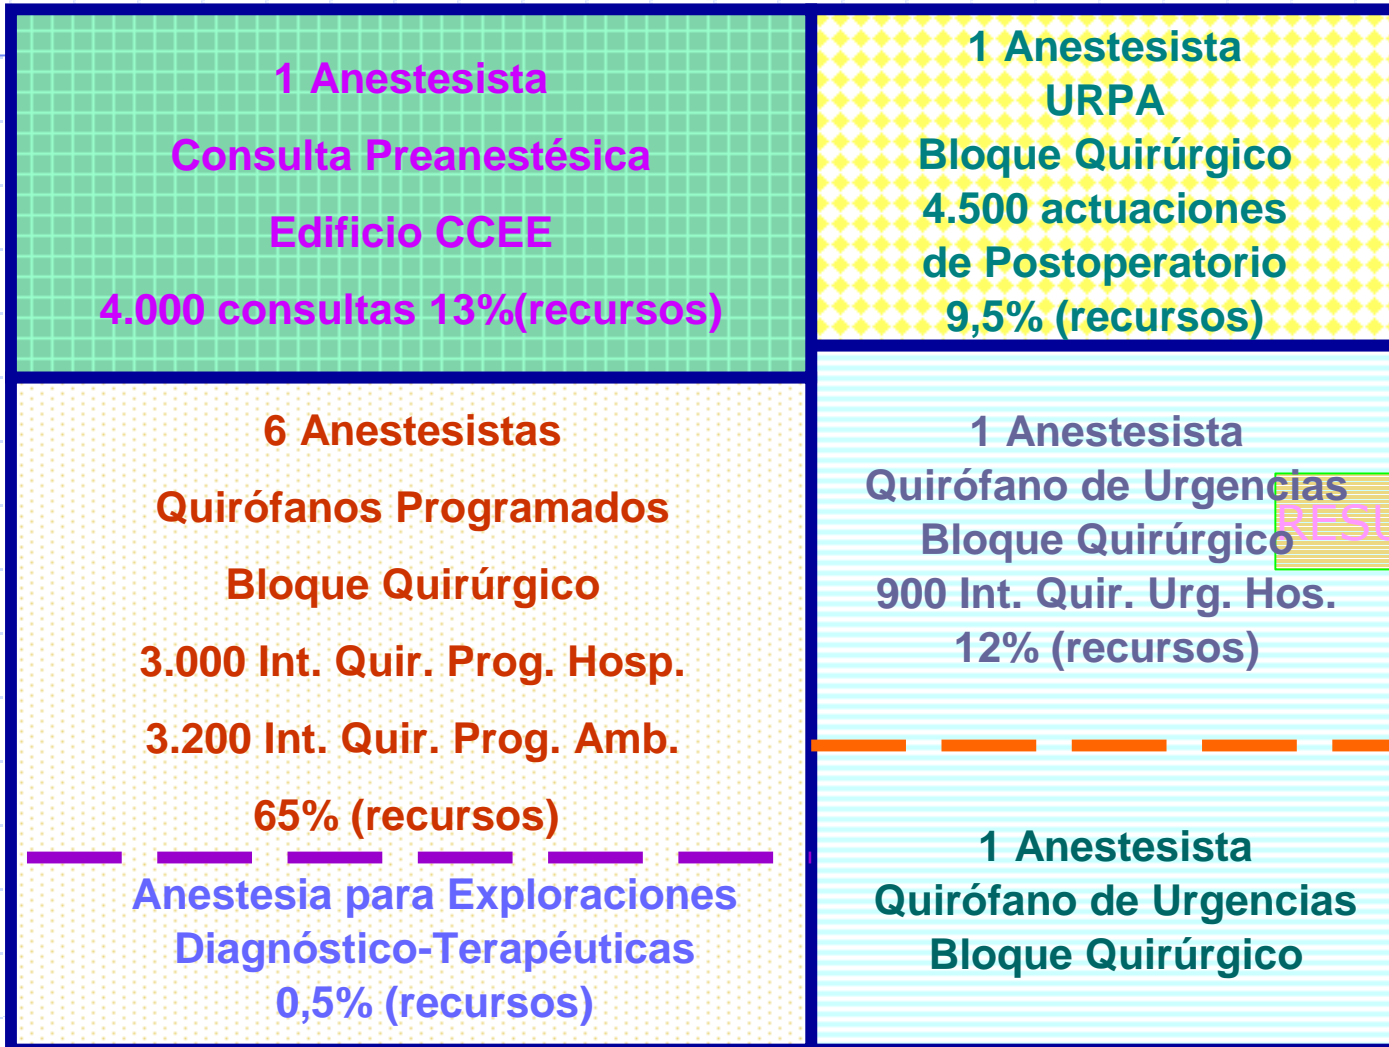 1 Anestesista
Consulta Preanestésica
Edificio CCEE
4.000 consultas 13%(recursos)
1 Anestesista
URPA
Bloque Quirúrgico
4.500 actuaciones
de Postoperatorio
9,5% (recursos)
6 Anestesistas
Quirófanos Programados
Bloque Quirúrgico
3.000 Int. Quir. Prog. Hosp.
3.200 Int. Quir. Prog. Amb.
65% (recursos)
Anestesia para Exploraciones
Diagnóstico-Terapéuticas
0,5% (recursos)
1 Anestesista
Quirófano de Urgencias
Bloque Quirúrgico
900 Int. Quir. Urg. Hos.
12% (recursos)
1 Anestesista
Quirófano de Urgencias
Bloque Quirúrgico